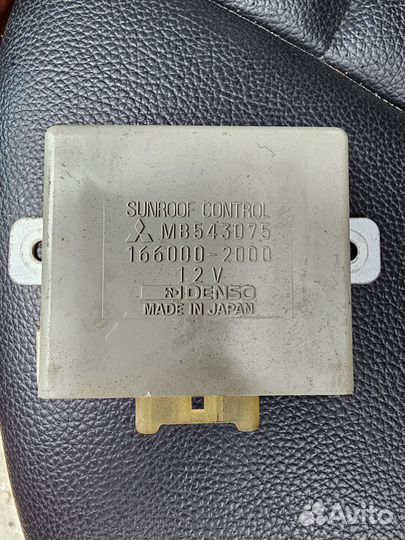 SUNROOF CONTROL
MB543075
166000-2000
12V
DENSO
MADE IN JAPAN
Avito